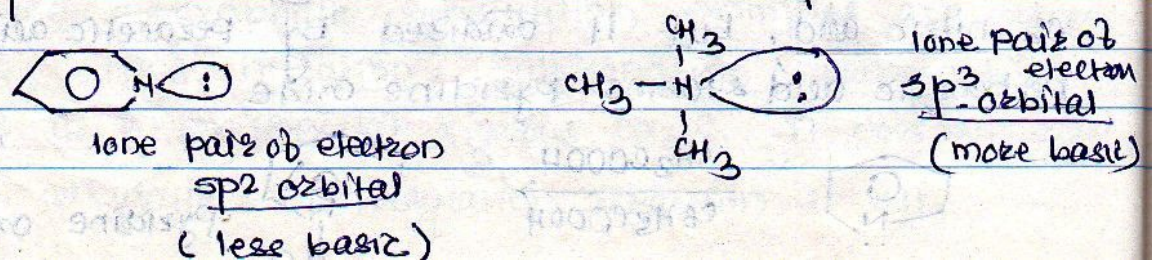 N :
lone pair of electron
sp2 orbital
( less basic )
CH3
CH3 — N :
CH3
lone pair of
electron
sp3 - orbital
( more basic )